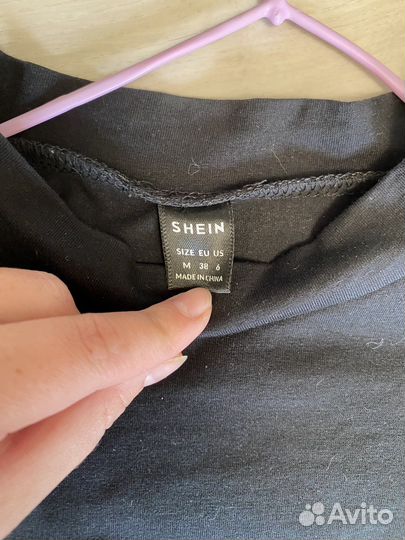 SHEIN
SIZE EU US
M 38 6
MADE IN CHINA
Avito